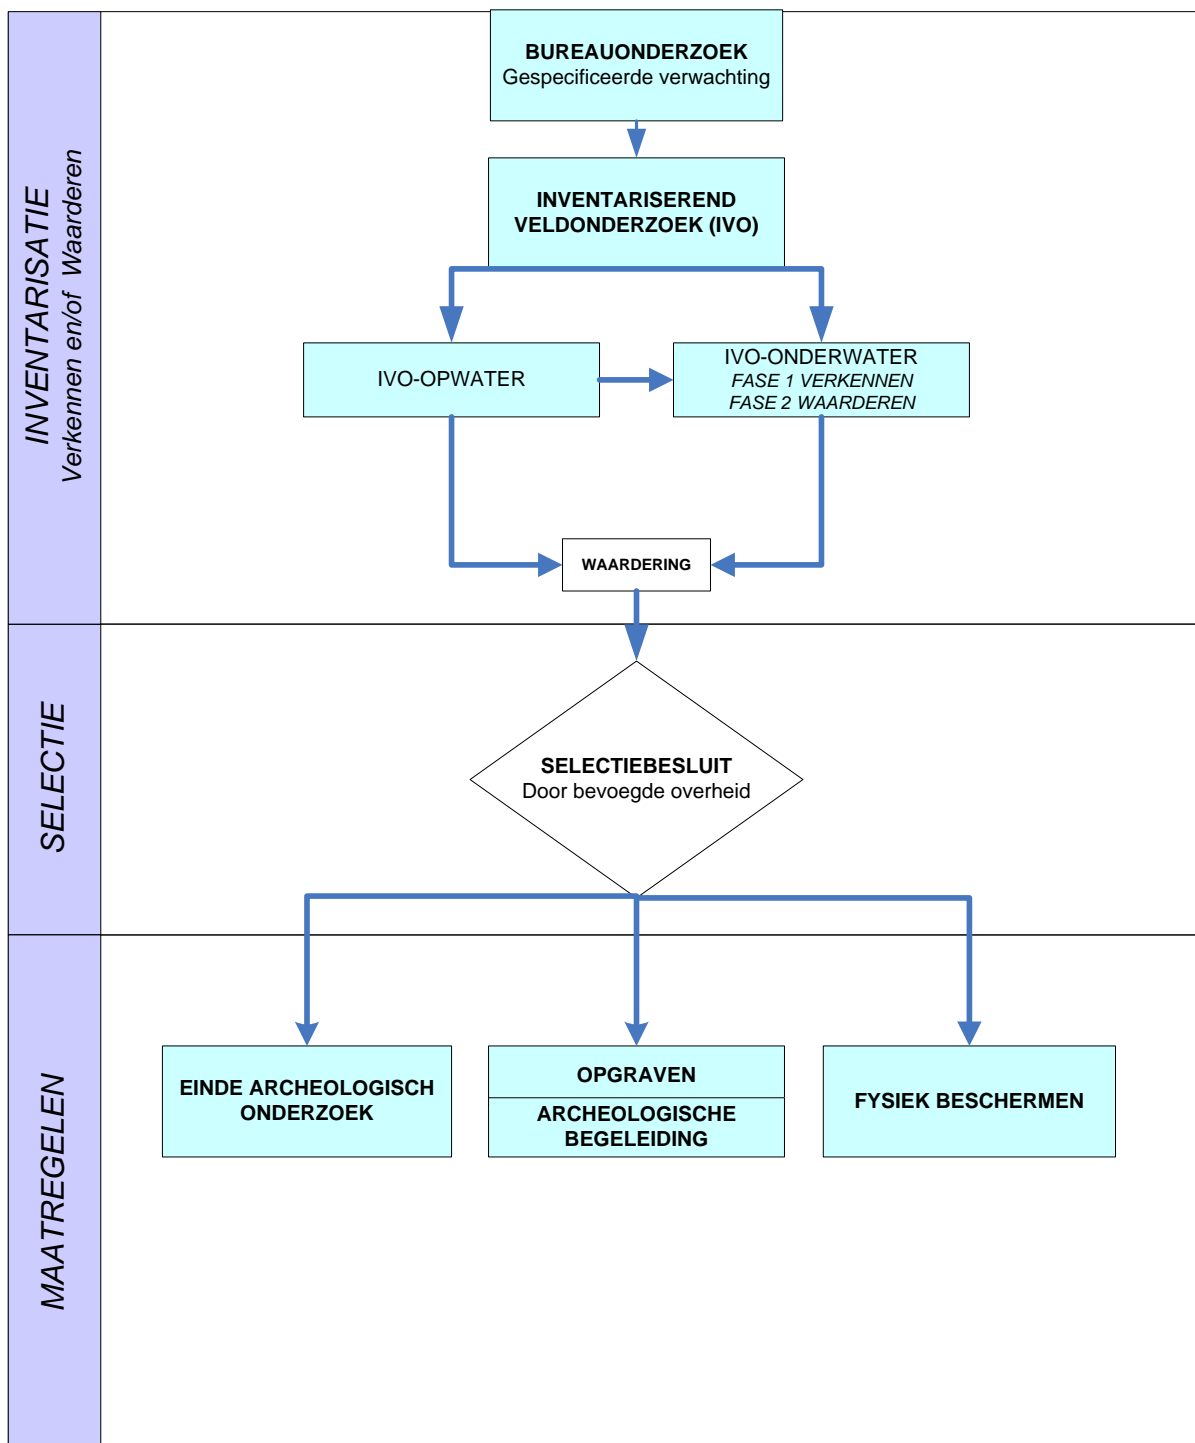 INVENTARISATIE
Verkennen en/of Waarderen
BUREAUONDERZOEK
Gespecificeerde verwachting
INVENTARISEREND
VELDONDERZOEK (IVO)
IVO-OPWATER
IVO-ONDERWATER
FASE 1 VERKENNEN
FASE 2 WAARDEREN
WAARDERING
SELECTIE
SELECTIEBESLUIT
Door bevoegde overheid
MAATREGELEN
EINDE ARCHEOLOGISCH
ONDERZOEK
OPGRAVEN
ARCHEOLOGISCHE
BEGELEIDING
FYSIEK BESCHERMEN